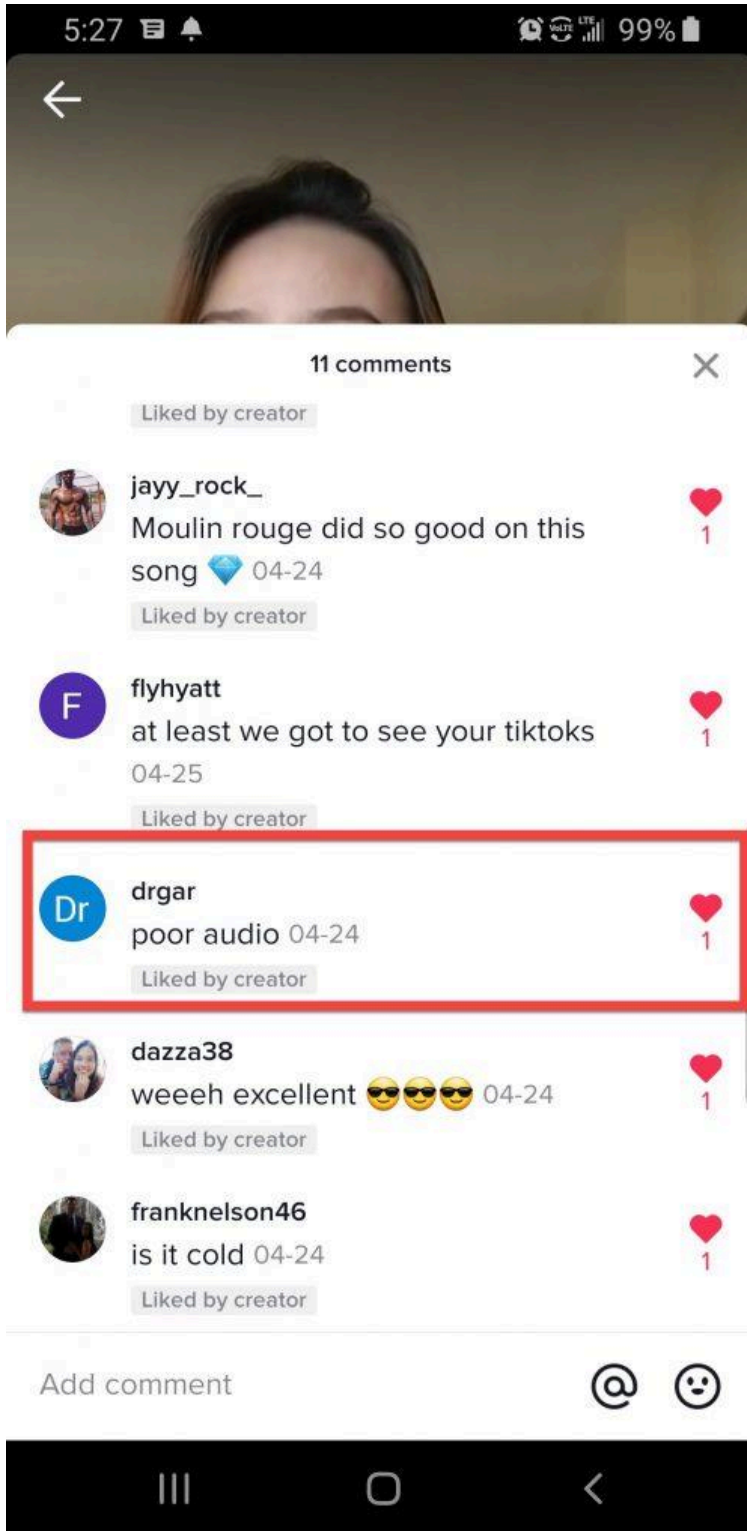 5:27 VoLTE LTE 99%
11 comments
Liked by creator
jayy_rock_
Moulin rouge did so good on this
song 💎 04-24
1
Liked by creator
F
flyhyatt
at least we got to see your tiktoks
1
04-25
Liked by creator
Dr
drgar
poor audio 04-24
1
Liked by creator
dazza38
weeeh excellent 😎😎😎 04-24
1
Liked by creator
franknelson46
is it cold 04-24
1
Liked by creator
Add comment @